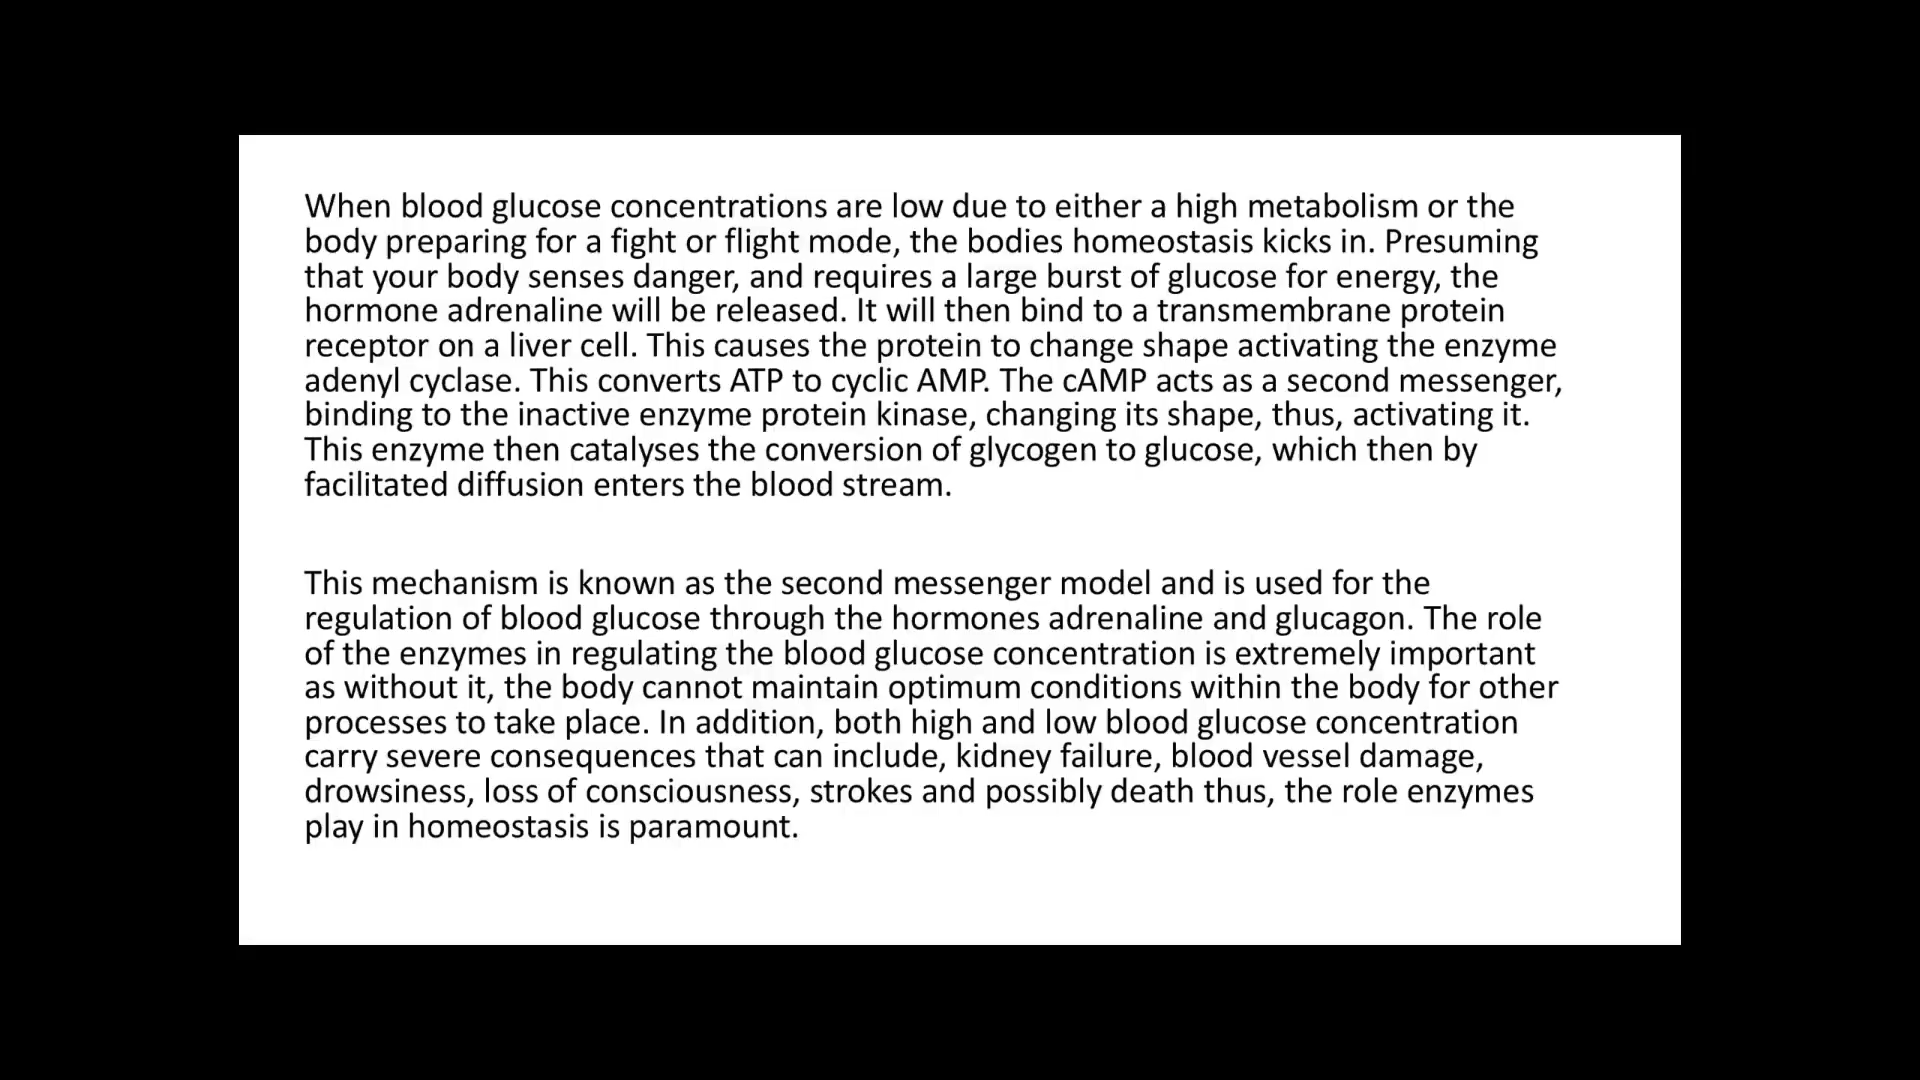 When blood glucose concentrations are low due to either a high metabolism or the
body preparing for a fight or flight mode, the bodies homeostasis kicks in. Presuming
that your body senses danger, and requires a large burst of glucose for energy, the
hormone adrenaline will be released. It will then bind to a transmembrane protein
receptor on a liver cell. This causes the protein to change shape activating the enzyme
adenyl cyclase. This converts ATP to cyclic AMP. The cAMP acts as a second messenger,
binding to the inactive enzyme protein kinase, changing its shape, thus, activating it.
This enzyme then catalyses the conversion of glycogen to glucose, which then by
facilitated diffusion enters the blood stream.
This mechanism is known as the second messenger model and is used for the
regulation of blood glucose through the hormones adrenaline and glucagon. The role
of the enzymes in regulating the blood glucose concentration is extremely important
as without it, the body cannot maintain optimum conditions within the body for other
processes to take place. In addition, both high and low blood glucose concentration
carry severe consequences that can include, kidney failure, blood vessel damage,
drowsiness, loss of consciousness, strokes and possibly death thus, the role enzymes
play in homeostasis is paramount.